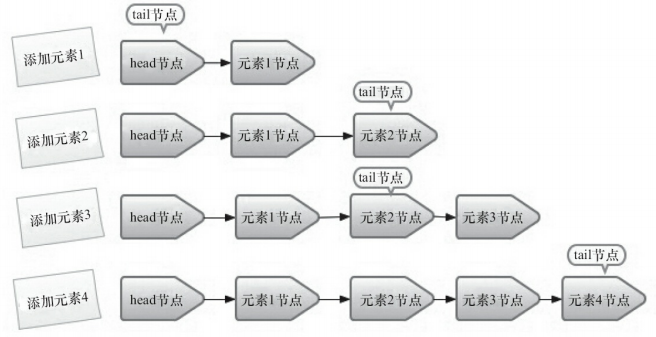 tail节点
添加元素1
head节点
元素1节点
tail节点
添加元素2
head节点
元素1节点
元素2节点
tail节点
添加元素3
head节点
元素1节点
元素2节点
元素3节点
tail节点
添加元素4
head节点
元素1节点
元素2节点
元素3节点
元素4节点